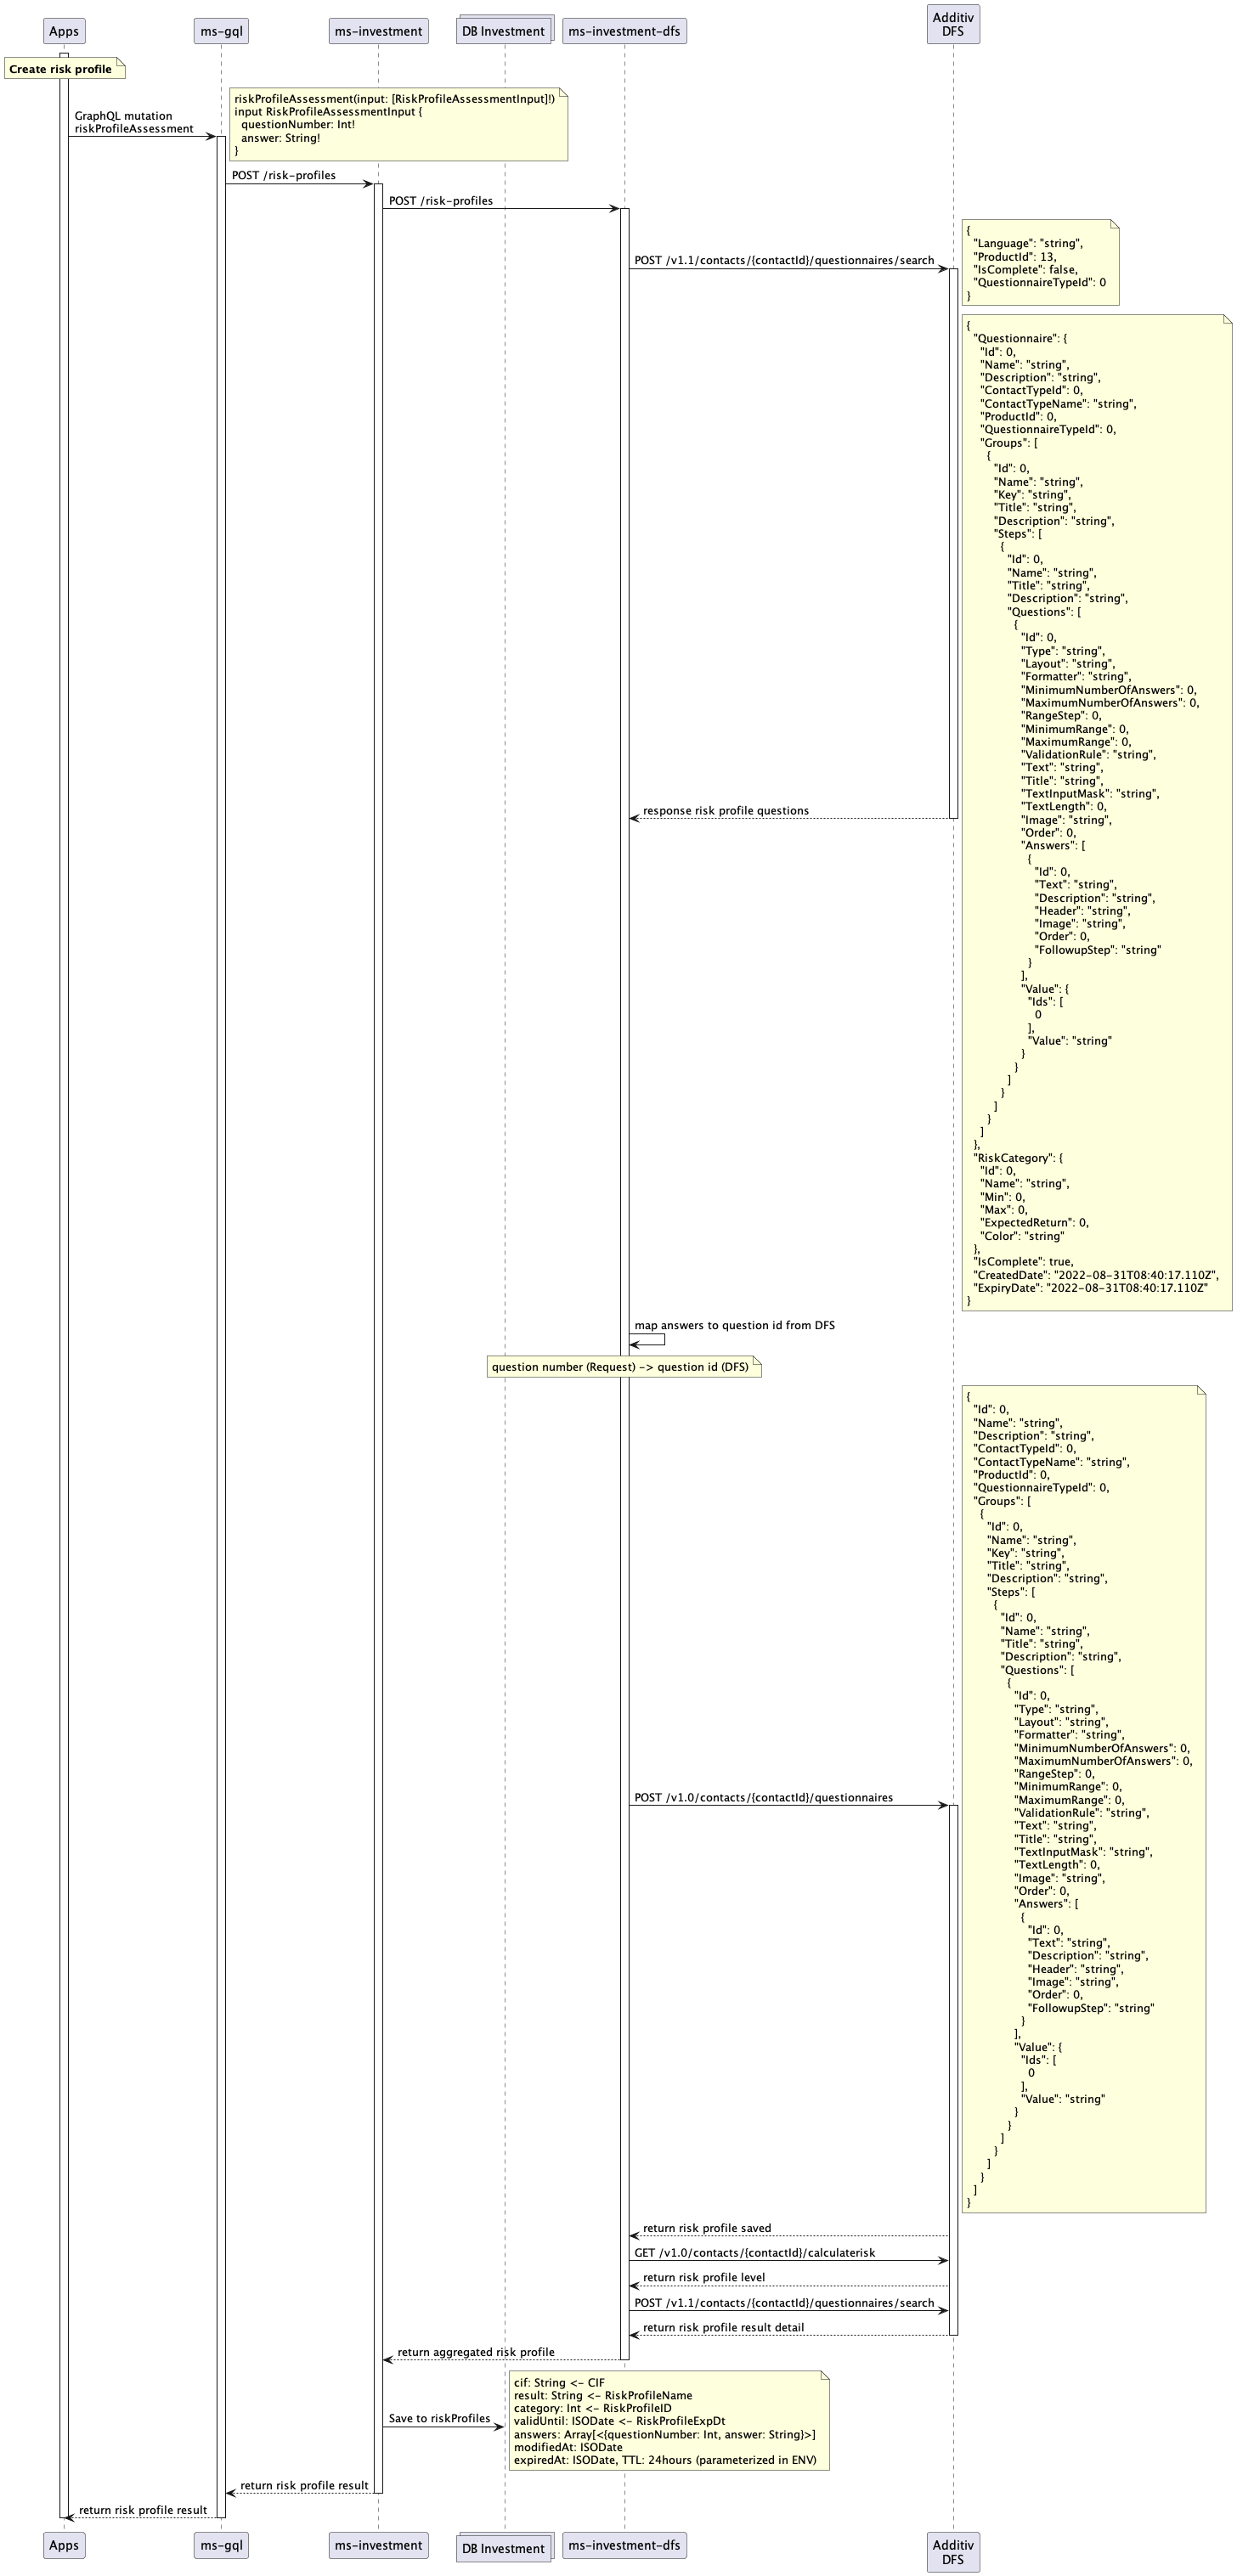 Apps
ms-gql
ms-investment
DB Investment
ms-investment-dfs
Additiv
DFS
Create risk profile
riskProfileAssessment(input: [RiskProfileAssessmentInput]!)
input RiskProfileAssessmentInput {
questionNumber: Int!
answer: String!
}
GraphQL mutation
riskProfileAssessment
POST /risk-profiles
POST /risk-profiles
{
"Language": "string",
"ProductId": 13,
"IsComplete": false,
"QuestionnaireTypeId": 0
}
POST /v1.1/contacts/{contactId}/questionnaires/search
{
"Questionnaire": {
"Id": 0,
"Name": "string",
"Description": "string",
"ContactTypeId": 0,
"ContactTypeName": "string",
"ProductId": 0,
"QuestionnaireTypeId": 0,
"Groups": [
{
"Id": 0,
"Name": "string",
"Key": "string",
"Title": "string",
"Description": "string",
"Steps": [
{
"Id": 0,
"Name": "string",
"Title": "string",
"Description": "string",
"Questions": [
{
"Id": 0,
"Type": "string",
"Layout": "string",
"Formatter": "string",
"MinimumNumberOfAnswers": 0,
"MaximumNumberOfAnswers": 0,
"RangeStep": 0,
"MinimumRange": 0,
"MaximumRange": 0,
"ValidationRule": "string",
"Text": "string",
"Title": "string",
"TextInputMask": "string",
"TextLength": 0,
"Image": "string",
"Order": 0,
"Answers": [
{
"Id": 0,
"Text": "string",
"Description": "string",
"Header": "string",
"Image": "string",
"Order": 0,
"FollowupStep": "string"
}
],
"Value": {
"Ids": [
0
],
"Value": "string"
}
}
]
}
]
}
]
},
"RiskCategory": {
"Id": 0,
"Name": "string",
"Min": 0,
"Max": 0,
"ExpectedReturn": 0,
"Color": "string"
},
"IsComplete": true,
"CreatedDate": "2022-08-31T08:40:17.110Z",
"ExpiryDate": "2022-08-31T08:40:17.110Z"
}
response risk profile questions
map answers to question id from DFS
question number (Request) -> question id (DFS)
{
"Id": 0,
"Name": "string",
"Description": "string",
"ContactTypeId": 0,
"ContactTypeName": "string",
"ProductId": 0,
"QuestionnaireTypeId": 0,
"Groups": [
{
"Id": 0,
"Name": "string",
"Key": "string",
"Title": "string",
"Description": "string",
"Steps": [
{
"Id": 0,
"Name": "string",
"Title": "string",
"Description": "string",
"Questions": [
{
"Id": 0,
"Type": "string",
"Layout": "string",
"Formatter": "string",
"MinimumNumberOfAnswers": 0,
"MaximumNumberOfAnswers": 0,
"RangeStep": 0,
"MinimumRange": 0,
"MaximumRange": 0,
"ValidationRule": "string",
"Text": "string",
"Title": "string",
"TextInputMask": "string",
"TextLength": 0,
"Image": "string",
"Order": 0,
"Answers": [
{
"Id": 0,
"Text": "string",
"Description": "string",
"Header": "string",
"Image": "string",
"Order": 0,
"FollowupStep": "string"
}
],
"Value": {
"Ids": [
0
],
"Value": "string"
}
}
]
}
]
}
]
}
POST /v1.0/contacts/{contactId}/questionnaires
return risk profile saved
GET /v1.0/contacts/{contactId}/calculaterisk
return risk profile level
POST /v1.1/contacts/{contactId}/questionnaires/search
return risk profile result detail
return aggregated risk profile
cif: String <- CIF
result: String <- RiskProfileName
category: Int <- RiskProfileID
validUntil: ISODate <- RiskProfileExpDt
answers: Array[<{questionNumber: Int, answer: String}>]
modifiedAt: ISODate
expiredAt: ISODate, TTL: 24hours (parameterized in ENV)
Save to riskProfiles
return risk profile result
return risk profile result
Apps
ms-gql
ms-investment
DB Investment
ms-investment-dfs
Additiv
DFS